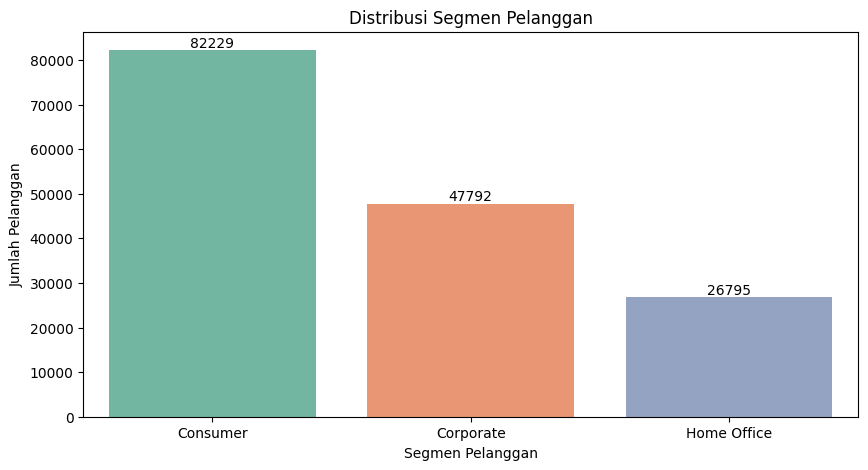 Distribusi Segmen Pelanggan
82229
47792
26795
80000
70000
60000
50000
40000
30000
20000
10000
0
Jumlah Pelanggan
Consumer
Corporate
Home Office
Segmen Pelanggan